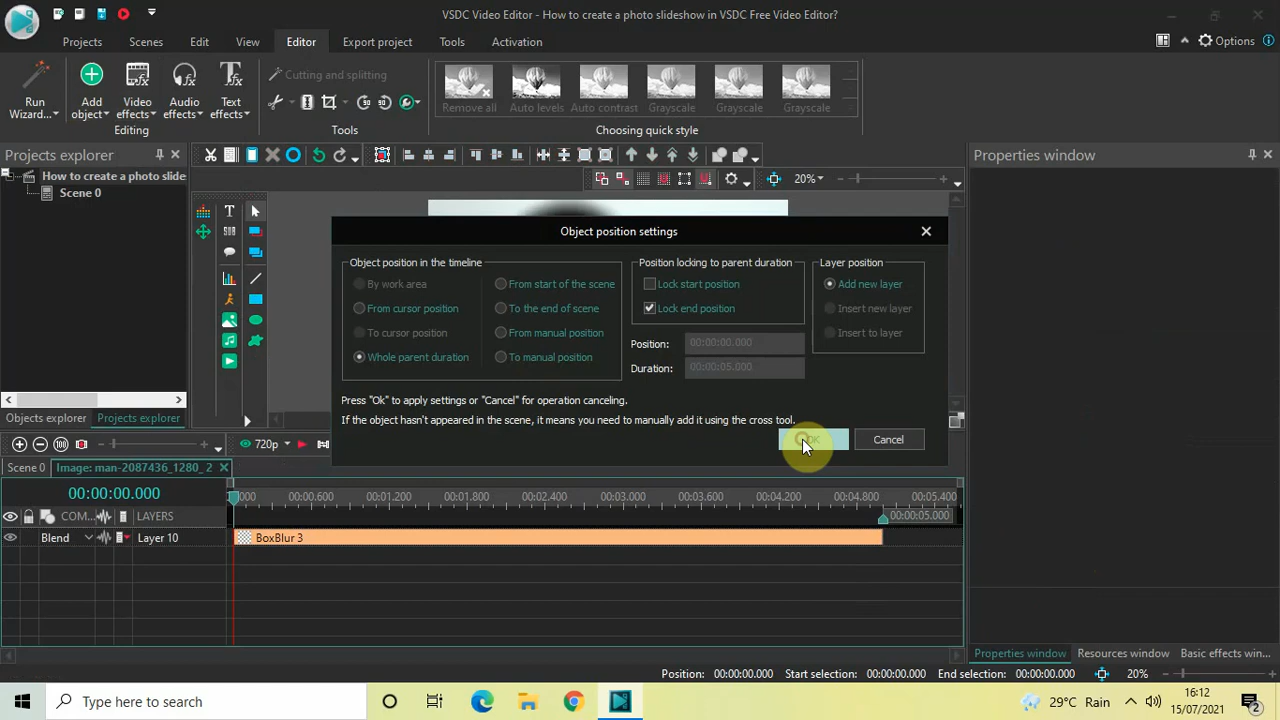 VSDC Video Editor - How to create a photo slideshow in VSDC Free Video Editor?
Projects Scenes Edit View Editor Export project Tools Activation
Options
Run Wizard...
Add object
Video effects
Audio effects
Text effects
Editing
Cutting and splitting
Tools
Remove all
Auto levels
Auto contrast
Grayscale
Grayscale
Grayscale
Choosing quick style
Projects explorer
How to create a photo slide
Scene 0
Objects explorer
Projects explorer
20%
Properties window
Object position settings
Object position in the timeline
By work area
From cursor position
To cursor position
Whole parent duration
From start of the scene
To the end of scene
From manual position
To manual position
Position locking to parent duration
Lock start position
Lock end position
Position: 00:00:00.000
Duration: 00:00:05.000
Layer position
Add new layer
Insert new layer
Insert to layer
Press "Ok" to apply settings or "Cancel" for operation canceling.
If the object hasn't appeared in the scene, it means you need to manually add it using the cross tool.
Cancel
720p
Scene 0
Image: man-2087436_1280_2
00:00:00.000
000 00:00.600 00:01.200 00:01.800 00:02.400 00:03.000 00:03.600 00:04.200 00:04.800 00:05.400
COM... LAYERS
00:00:05.000
Blend Layer 10
BoxBlur 3
Properties window Resources window Basic effects win...
Position: 00:00:00.000 Start selection: 00:00:00.000 End selection: 00:00:00.000 20%
Type here to search
29°C Rain
16:12
15/07/2021
2